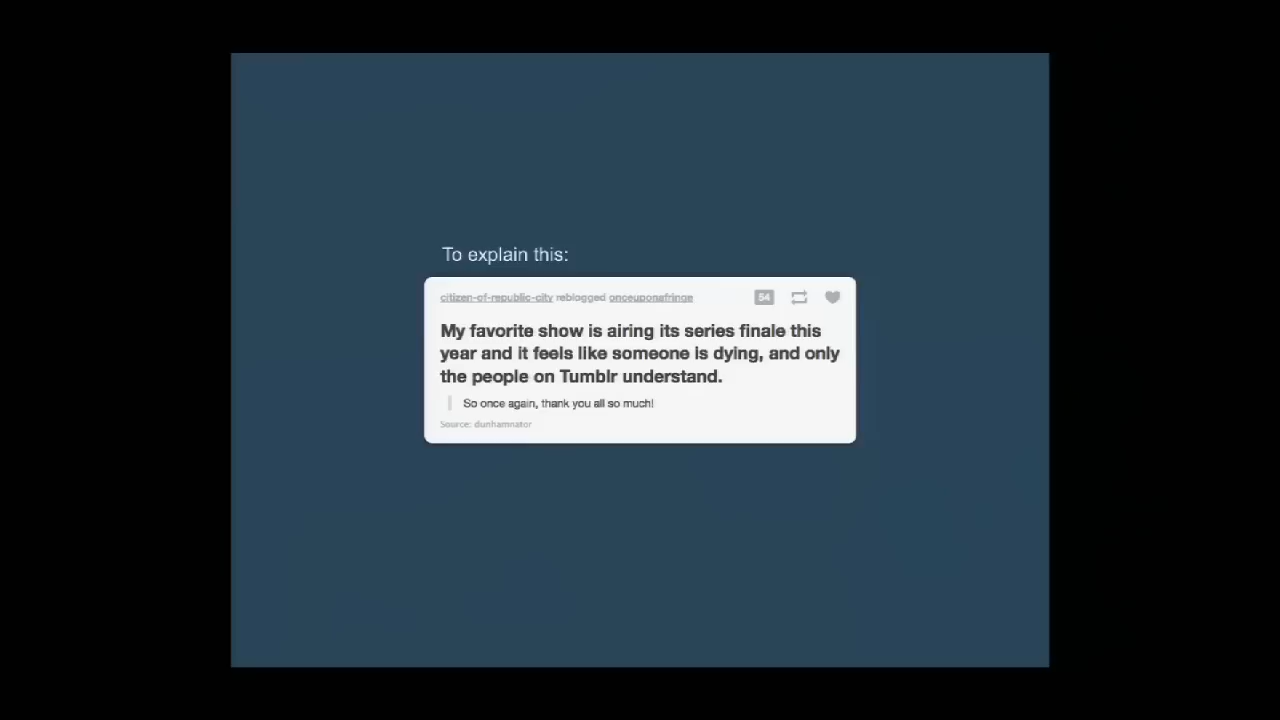 To explain this:
citizen-of-republic-city reblogged onceuponafringe 54
My favorite show is airing its series finale this
year and it feels like someone is dying, and only
the people on Tumblr understand.
So once again, thank you all so much!
Source: dunhamnator